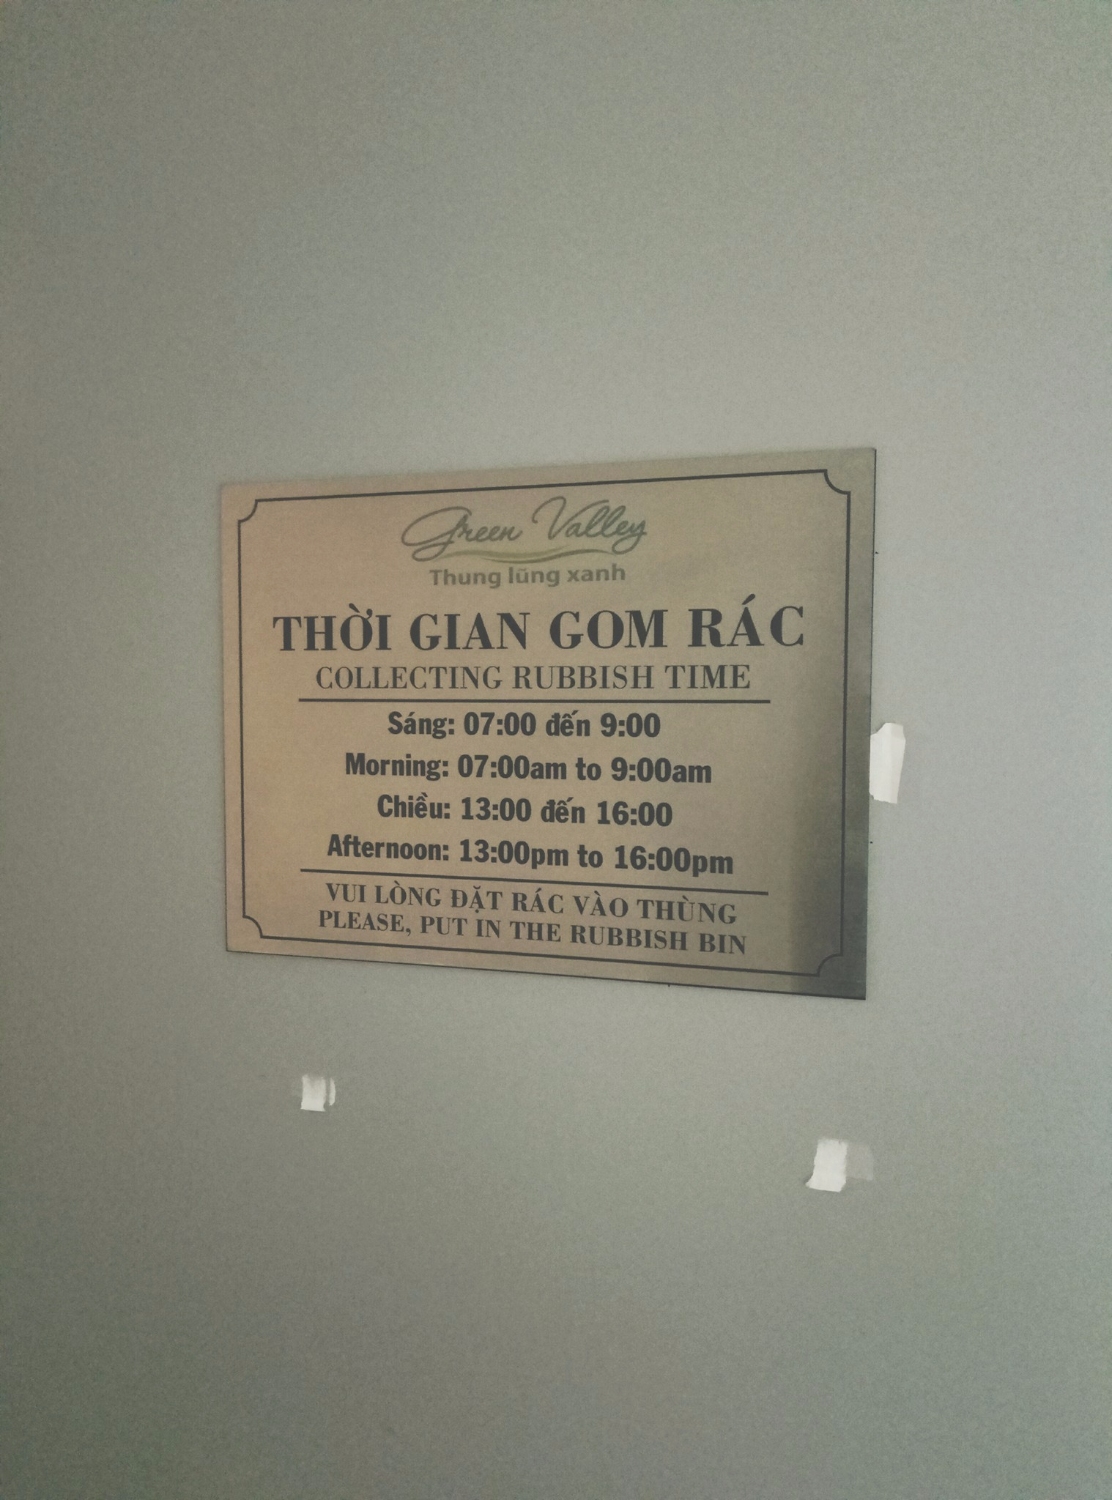 Green Valley
Thung lũng xanh
THỜI GIAN GOM RÁC
COLLECTING RUBBISH TIME
Sáng: 07:00 đến 9:00
Morning: 07:00am to 9:00am
Chiều: 13:00 đến 16:00
Afternoon: 13:00pm to 16:00pm
VUI LÒNG ĐẶT RÁC VÀO THÙNG
PLEASE, PUT IN THE RUBBISH BIN